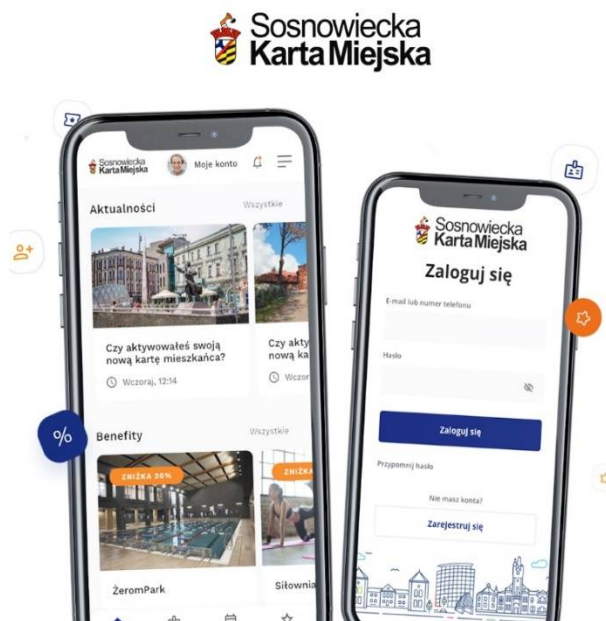 Sosnowiecka
Karta Miejska
Sosnowiecka
Karta Miejska
Moje konto
Aktualności
Wszystkie
Czy aktywowałeś swoją
nową kartę mieszkańca?
Wczoraj, 12:14
Czy akty
nową ka
Wczor
Benefity
Wszystkie
ZNIŻKA 30%
ZNIŻKA
ŻeromPark
Siłownia
%
Sosnowiecka
Karta Miejska
Zaloguj się
E-mail lub numer telefonu
Hasło
Zaloguj się
Przypomnij hasło
Nie masz konta?
Zarejestruj się